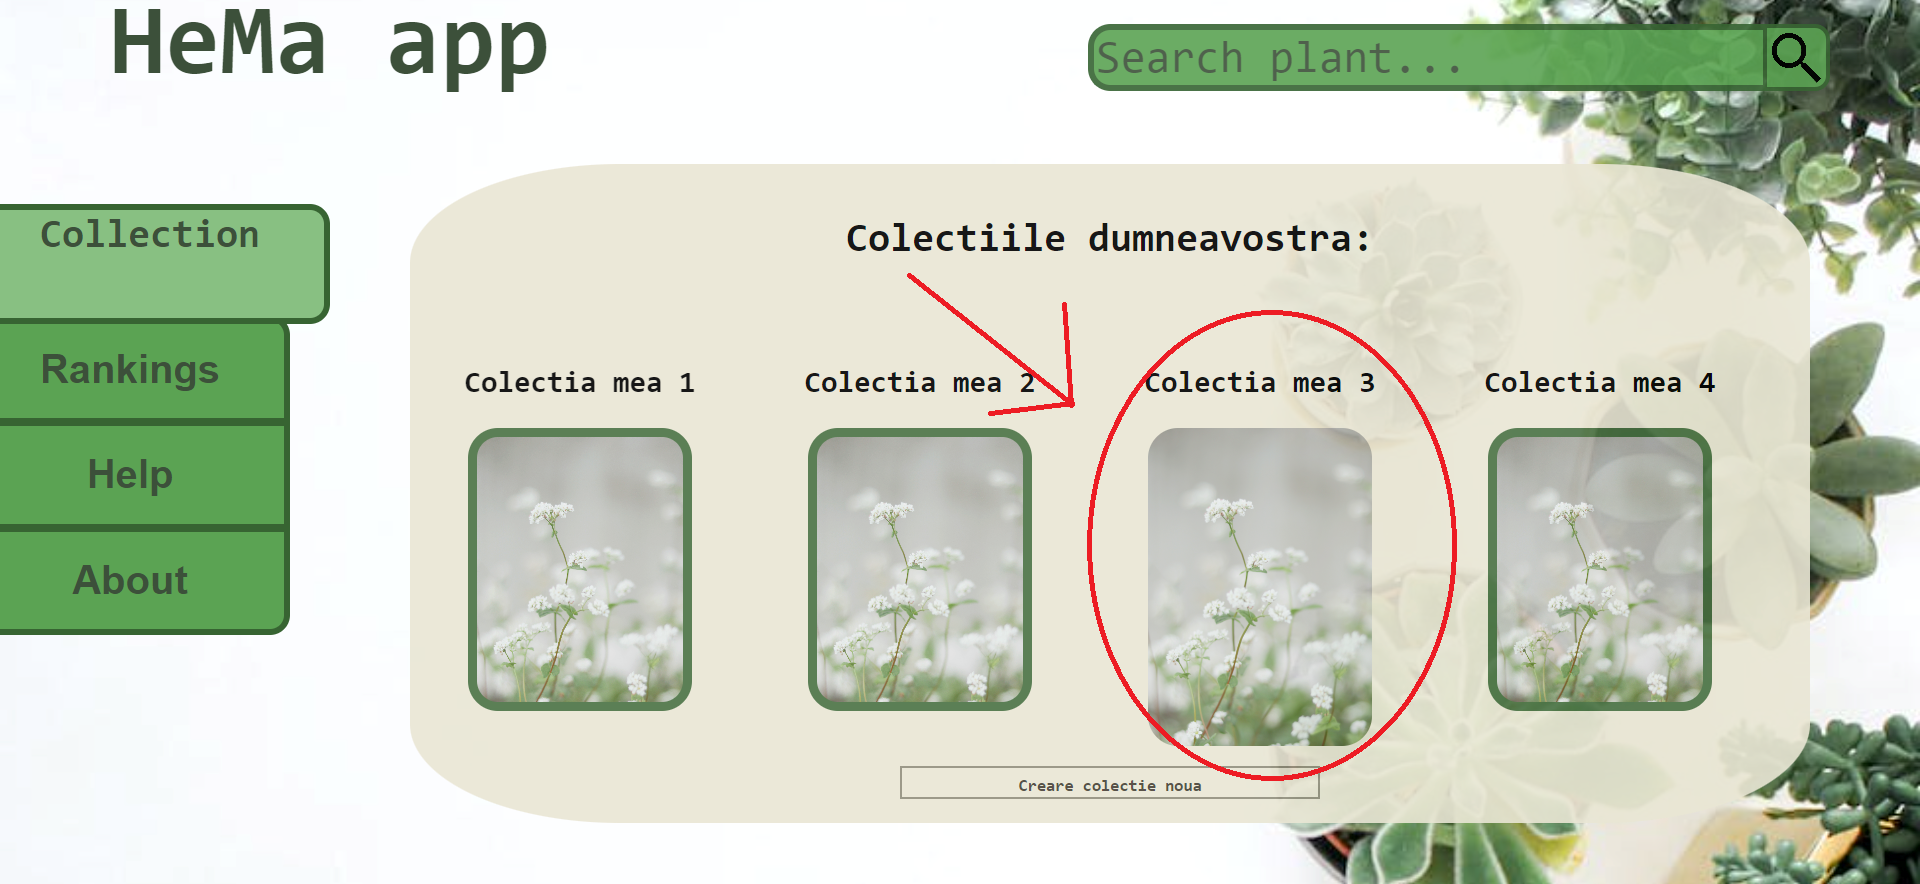 HeMa app
Search plant...
Collection
Rankings
Help
About
Colectiile dumneavostra:
Colectia mea 1
Colectia mea 2
Colectia mea 3
Colectia mea 4
Creare colectie noua